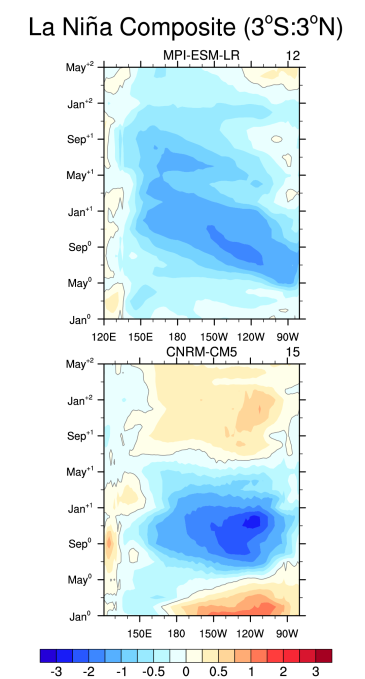 La Niña Composite (3°S:3°N)
MPI-ESM-LR 12
May+2
Jan+2
Sep+1
May+1
Jan+1
Sep0
May0
Jan0
120E 150E 180 150W 120W 90W
CNRM-CM5 15
May+2
Jan+2
Sep+1
May+1
Jan+1
Sep0
May0
Jan0
150E 180 150W 120W 90W
-3 -2 -1 -0.5 0 0.5 1 2 3